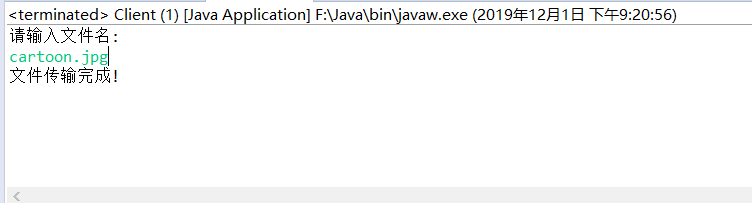 <terminated> Client (1) [Java Application] F:\Java\bin\javaw.exe (2019年12月1日 下午9:20:56)
请输入文件名：
cartoon.jpg
文件传输完成！